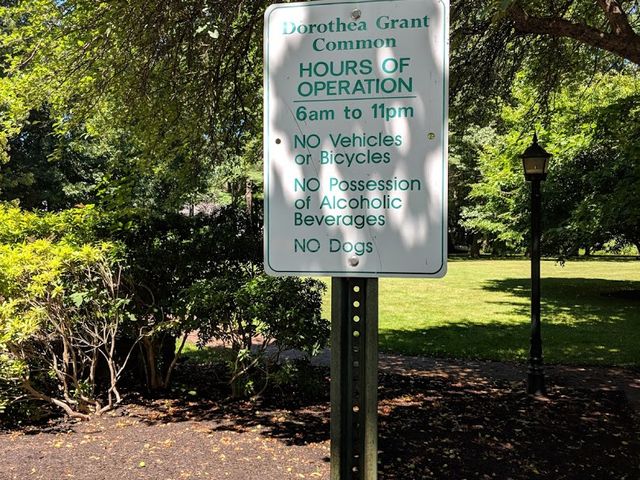 Dorothea Grant
Common
HOURS OF
OPERATION
6am to 11pm
NO Vehicles
or Bicycles
NO Possession
of Alcoholic
Beverages
NO Dogs